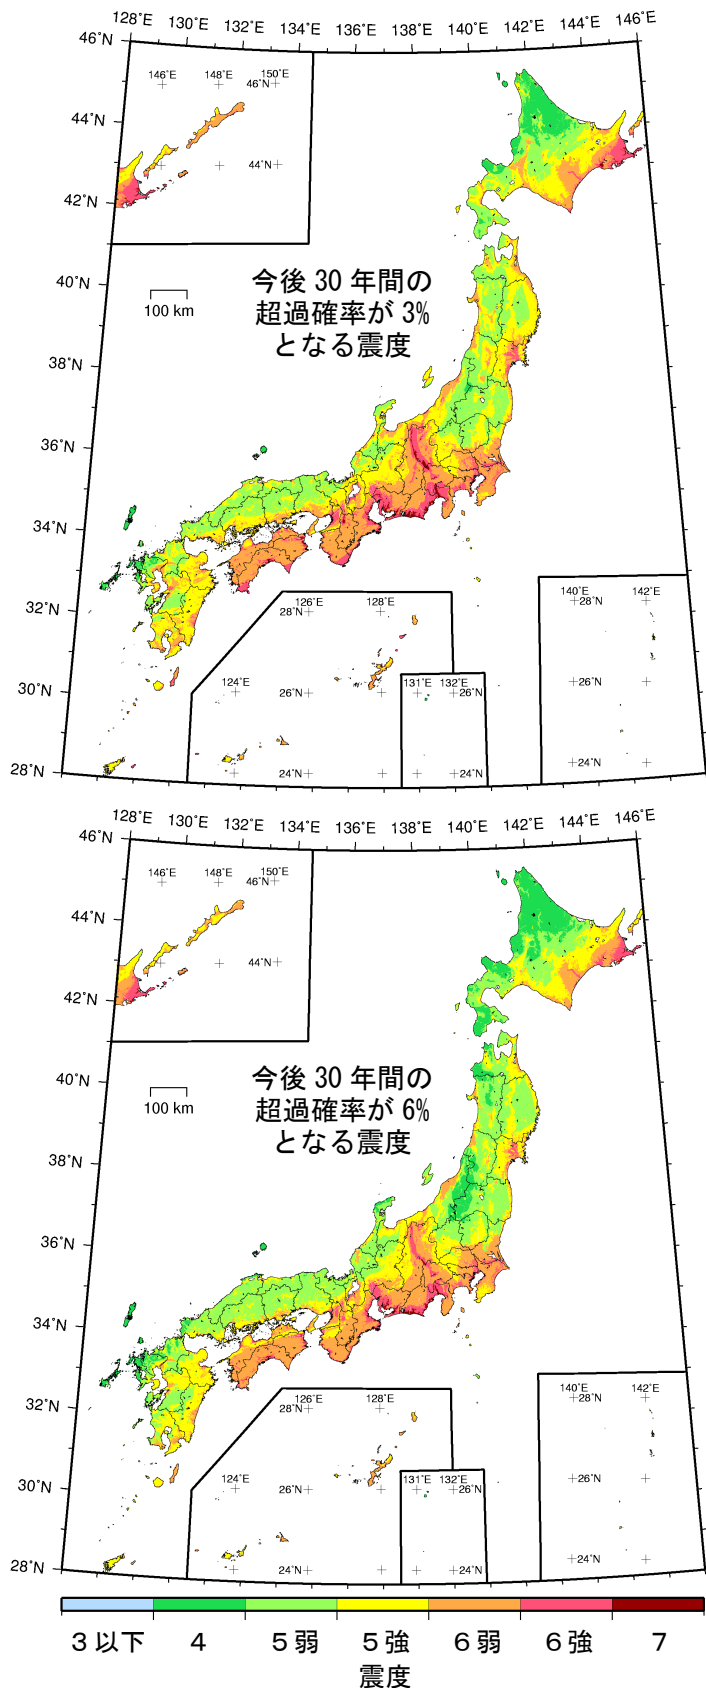 128°E 130°E 132°E 134°E 136°E 138°E 140°E 142°E 144°E 146°E
46°N
146°E 148°E 150°E
46°N
44°N
44°N
42°N
40°N
今後 30 年間の
超過確率が 3%
となる震度
100 km
38°N
36°N
34°N
32°N
126°E 128°E
28°N
140°E 142°E
28°N
124°E
26°N
131°E 132°E
26°N
26°N
30°N
24°N
24°N
24°N
28°N
128°E 130°E 132°E 134°E 136°E 138°E 140°E 142°E 144°E 146°E
46°N
146°E 148°E 150°E
46°N
44°N
44°N
42°N
40°N
今後 30 年間の
超過確率が 6%
となる震度
100 km
38°N
36°N
34°N
32°N
126°E 128°E
28°N
140°E 142°E
28°N
124°E
26°N
131°E 132°E
26°N
26°N
30°N
24°N
24°N
24°N
28°N
3以下 4 5弱 5強 6弱 6強 7
震度